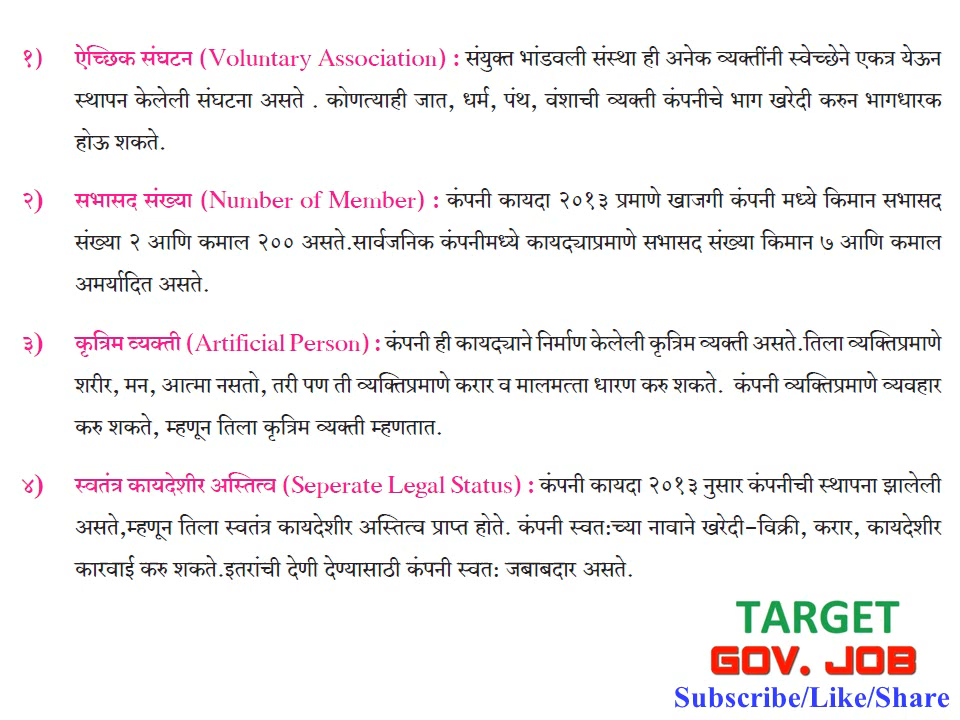 १) ऐच्छिक संघटन (Voluntary Association) : संयुक्त भांडवली संस्था ही अनेक व्यक्तींनी स्वेच्छेने एकत्र येऊन
स्थापन केलेली संघटना असते . कोणत्याही जात, धर्म, पंथ, वंशाची व्यक्ती कंपनीचे भाग खरेदी करुन भागधारक
होऊ शकते.
२) सभासद संख्या (Number of Member) : कंपनी कायदा २०१३ प्रमाणे खाजगी कंपनी मध्ये किमान सभासद
संख्या २ आणि कमाल २०० असते.सार्वजनिक कंपनीमध्ये कायद्याप्रमाणे सभासद संख्या किमान ७ आणि कमाल
अमर्यादित असते.
३) कृत्रिम व्यक्ती (Artificial Person) : कंपनी ही कायद्याने निर्माण केलेली कृत्रिम व्यक्ती असते.तिला व्यक्तिप्रमाणे
शरीर, मन, आत्मा नसतो, तरी पण ती व्यक्तिप्रमाणे करार व मालमत्ता धारण करु शकते. कंपनी व्यक्तिप्रमाणे व्यवहार
करु शकते, म्हणून तिला कृत्रिम व्यक्ती म्हणतात.
४) स्वतंत्र कायदेशीर अस्तित्व (Seperate Legal Status) : कंपनी कायदा २०१३ नुसार कंपनीची स्थापना झालेली
असते,म्हणून तिला स्वतंत्र कायदेशीर अस्तित्व प्राप्त होते. कंपनी स्वत:च्या नावाने खरेदी-विक्री, करार, कायदेशीर
कारवाई करु शकते.इतरांची देणी देण्यासाठी कंपनी स्वत: जबाबदार असते.
TARGET
GOV. JOB
Subscribe/Like/Share